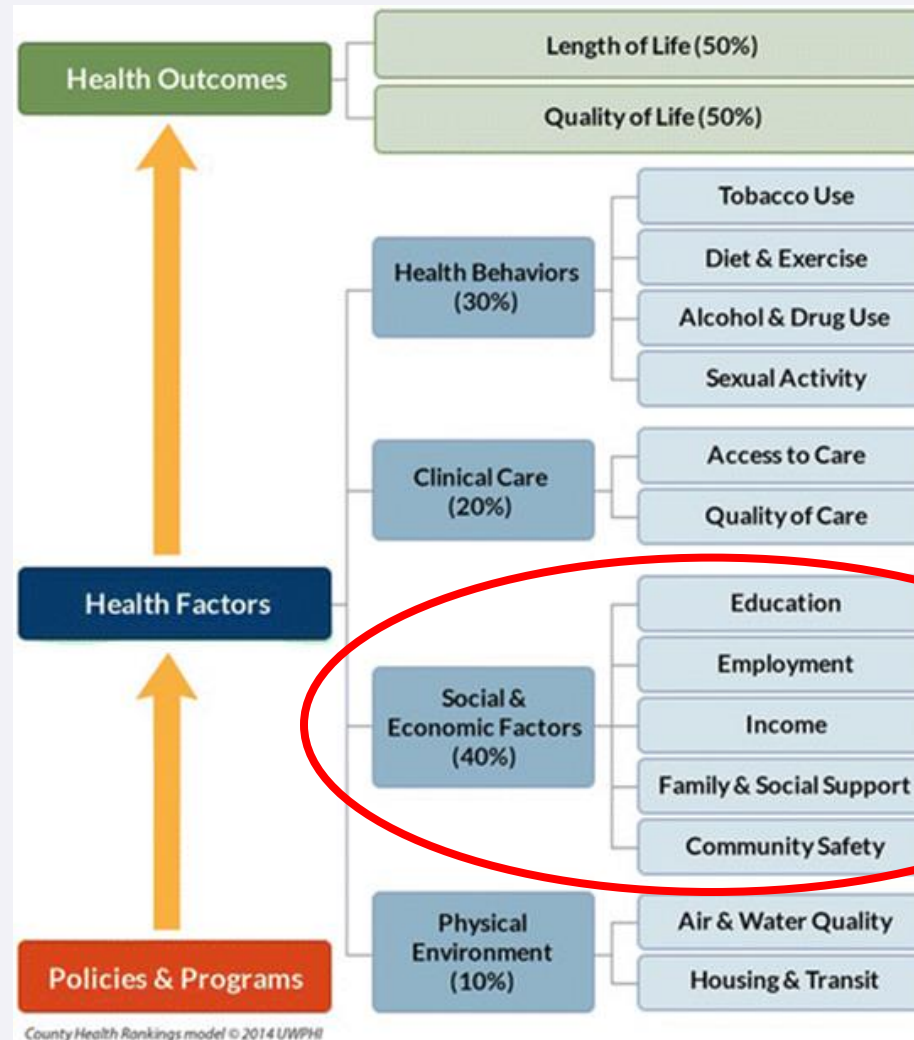 Health Outcomes
Length of Life (50%)
Quality of Life (50%)
Health Behaviors
(30%)
Tobacco Use
Diet & Exercise
Alcohol & Drug Use
Sexual Activity
Clinical Care
(20%)
Access to Care
Quality of Care
Health Factors
Social &
Economic Factors
(40%)
Education
Employment
Income
Family & Social Support
Community Safety
Physical
Environment
(10%)
Air & Water Quality
Housing & Transit
Policies & Programs
County Health Rankings model © 2014 UWPHI